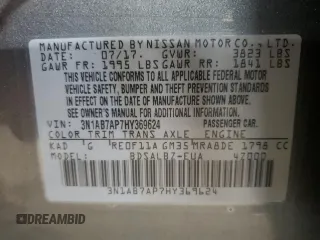 MANUFACTURED BY NISSAN MOTOR CO., LTD.
DATE: 07/17. GVWR: 3823 LBS
GAWR FR: 1995 LBS GAWR RR: 1841 LBS
THIS VEHICLE CONFORMS TO ALL APPLICABLE FEDERAL MOTOR
VEHICLE SAFETY, BUMPER AND THEFT PREVENTION STANDARDS
IN EFFECT ON THE DATE OF MANUFACTURE SHOWN ABOVE.
SEE OWNER'S MANUAL FOR ADDITIONAL INFORMATION.
VIN: 3N1AB7AP7HY369624 PASSENGER CAR.
COLOR TRIM TRANS AXLE ENGINE
KAD G RE0F11A GM35 MRA8DE 1798 CC
MODEL: BDSALB7-EUA 4Z000
3N1AB7AP7HY369624